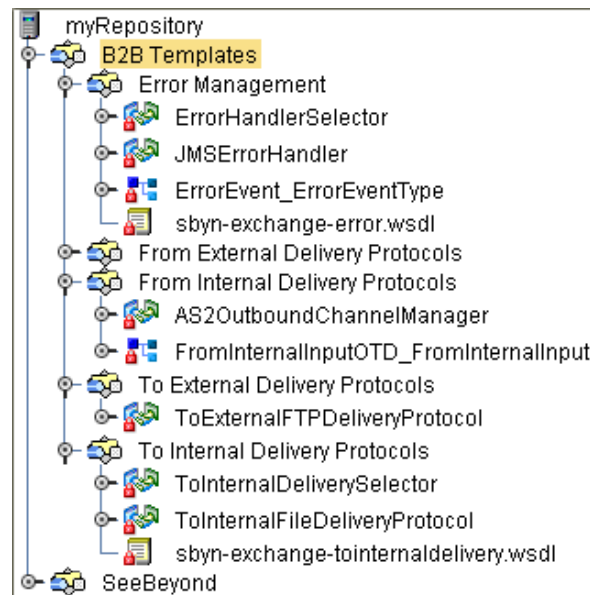 myRepository
B2B Templates
Error Management
ErrorHandlerSelector
JMSErrorHandler
ErrorEvent_ErrorEventType
sbyn-exchange-error.wsdl
From External Delivery Protocols
From Internal Delivery Protocols
AS2OutboundChannelManager
FromInternalInputOTD_FromInternalInput
To External Delivery Protocols
ToExternalFTPDeliveryProtocol
To Internal Delivery Protocols
ToInternalDeliverySelector
ToInternalFileDeliveryProtocol
sbyn-exchange-tointernaldelivery.wsdl
SeeBeyond